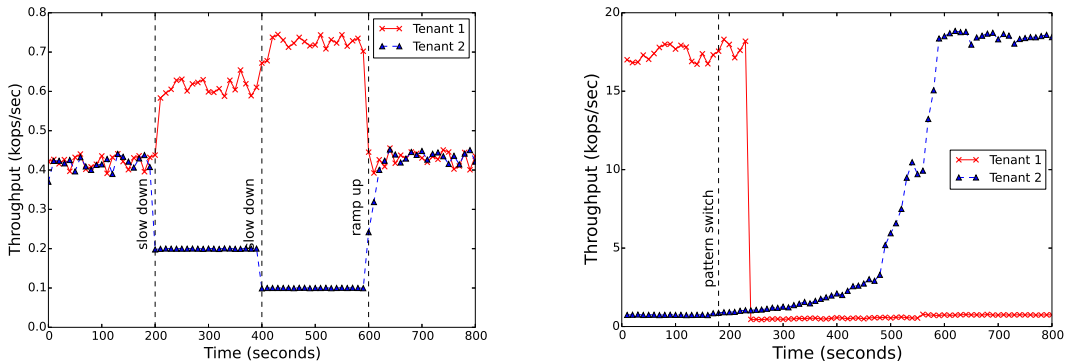 0.8
0.7
0.6
0.5
0.4
0.3
0.2
0.1
0.0
Throughput (kops/sec)
0 100 200 300 400 500 600 700 800
Time (seconds)
slow down
slow down
ramp up
Tenant 1
Tenant 2
20
15
10
5
0
Throughput (kops/sec)
0 100 200 300 400 500 600 700 800
Time (seconds)
pattern switch
Tenant 1
Tenant 2